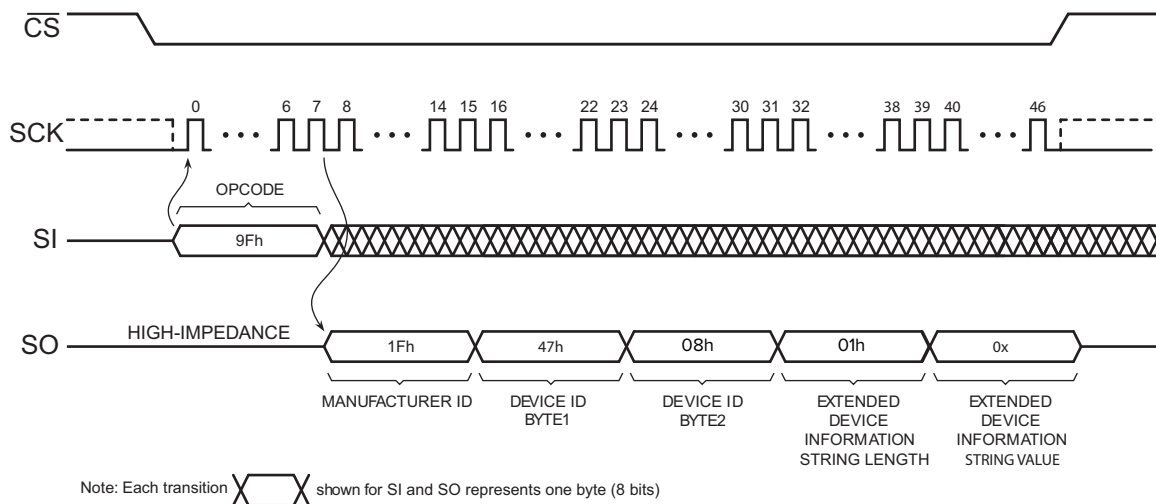 CS
0 6 7 8 14 15 16 22 23 24 30 31 32 38 39 40 46
SCK
OPCODE
SI
9Fh
HIGH-IMPEDANCE
SO
1Fh 47h 08h 01h 0x
MANUFACTURER ID
DEVICE ID
BYTE1
DEVICE ID
BYTE2
EXTENDED
DEVICE
INFORMATION
STRING LENGTH
EXTENDED
DEVICE
INFORMATION
STRING VALUE
Note: Each transition shown for SI and SO represents one byte (8 bits)